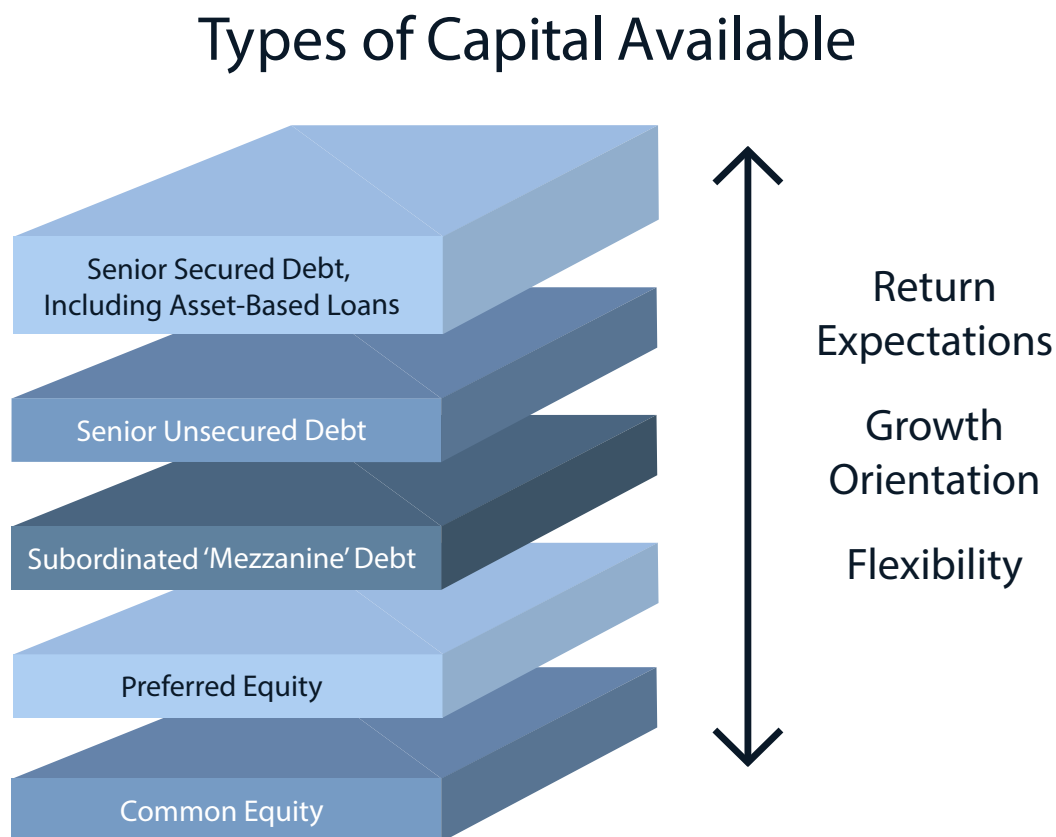 Types of Capital Available
Senior Secured Debt,
Including Asset-Based Loans
Senior Unsecured Debt
Subordinated ‘Mezzanine’ Debt
Preferred Equity
Common Equity
Return
Expectations
Growth
Orientation
Flexibility